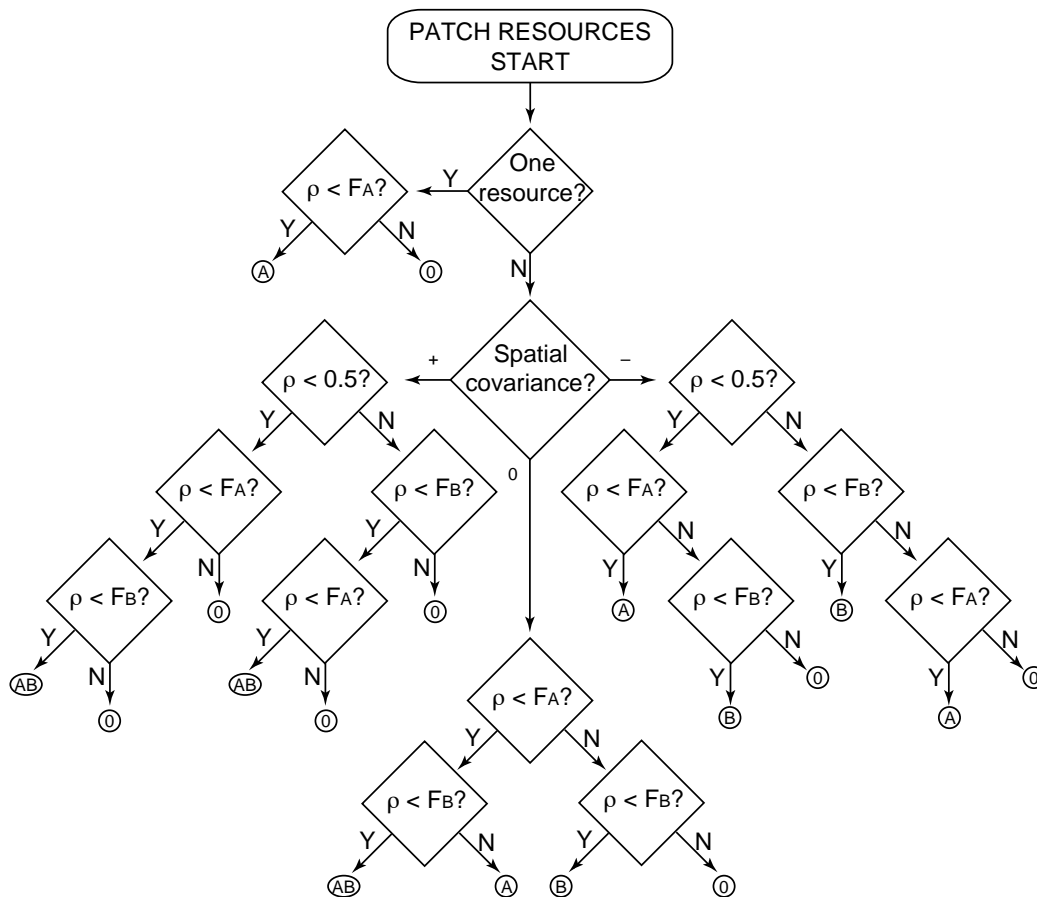 PATCH RESOURCES
START
One
resource?
Y
ρ < FA?
Y
N
A
0
N
Spatial
covariance?
+
−
0
ρ < 0.5?
ρ < 0.5?
Y
N
Y
N
ρ < FA?
ρ < FB?
ρ < FA?
ρ < FB?
Y
N
Y
N
Y
N
Y
N
ρ < FB?
0
ρ < FA?
0
A
ρ < FB?
B
ρ < FA?
Y
N
Y
N
Y
N
Y
N
AB
0
AB
0
B
0
A
0
ρ < FA?
Y
N
ρ < FB?
ρ < FB?
Y
N
Y
N
AB
A
B
0